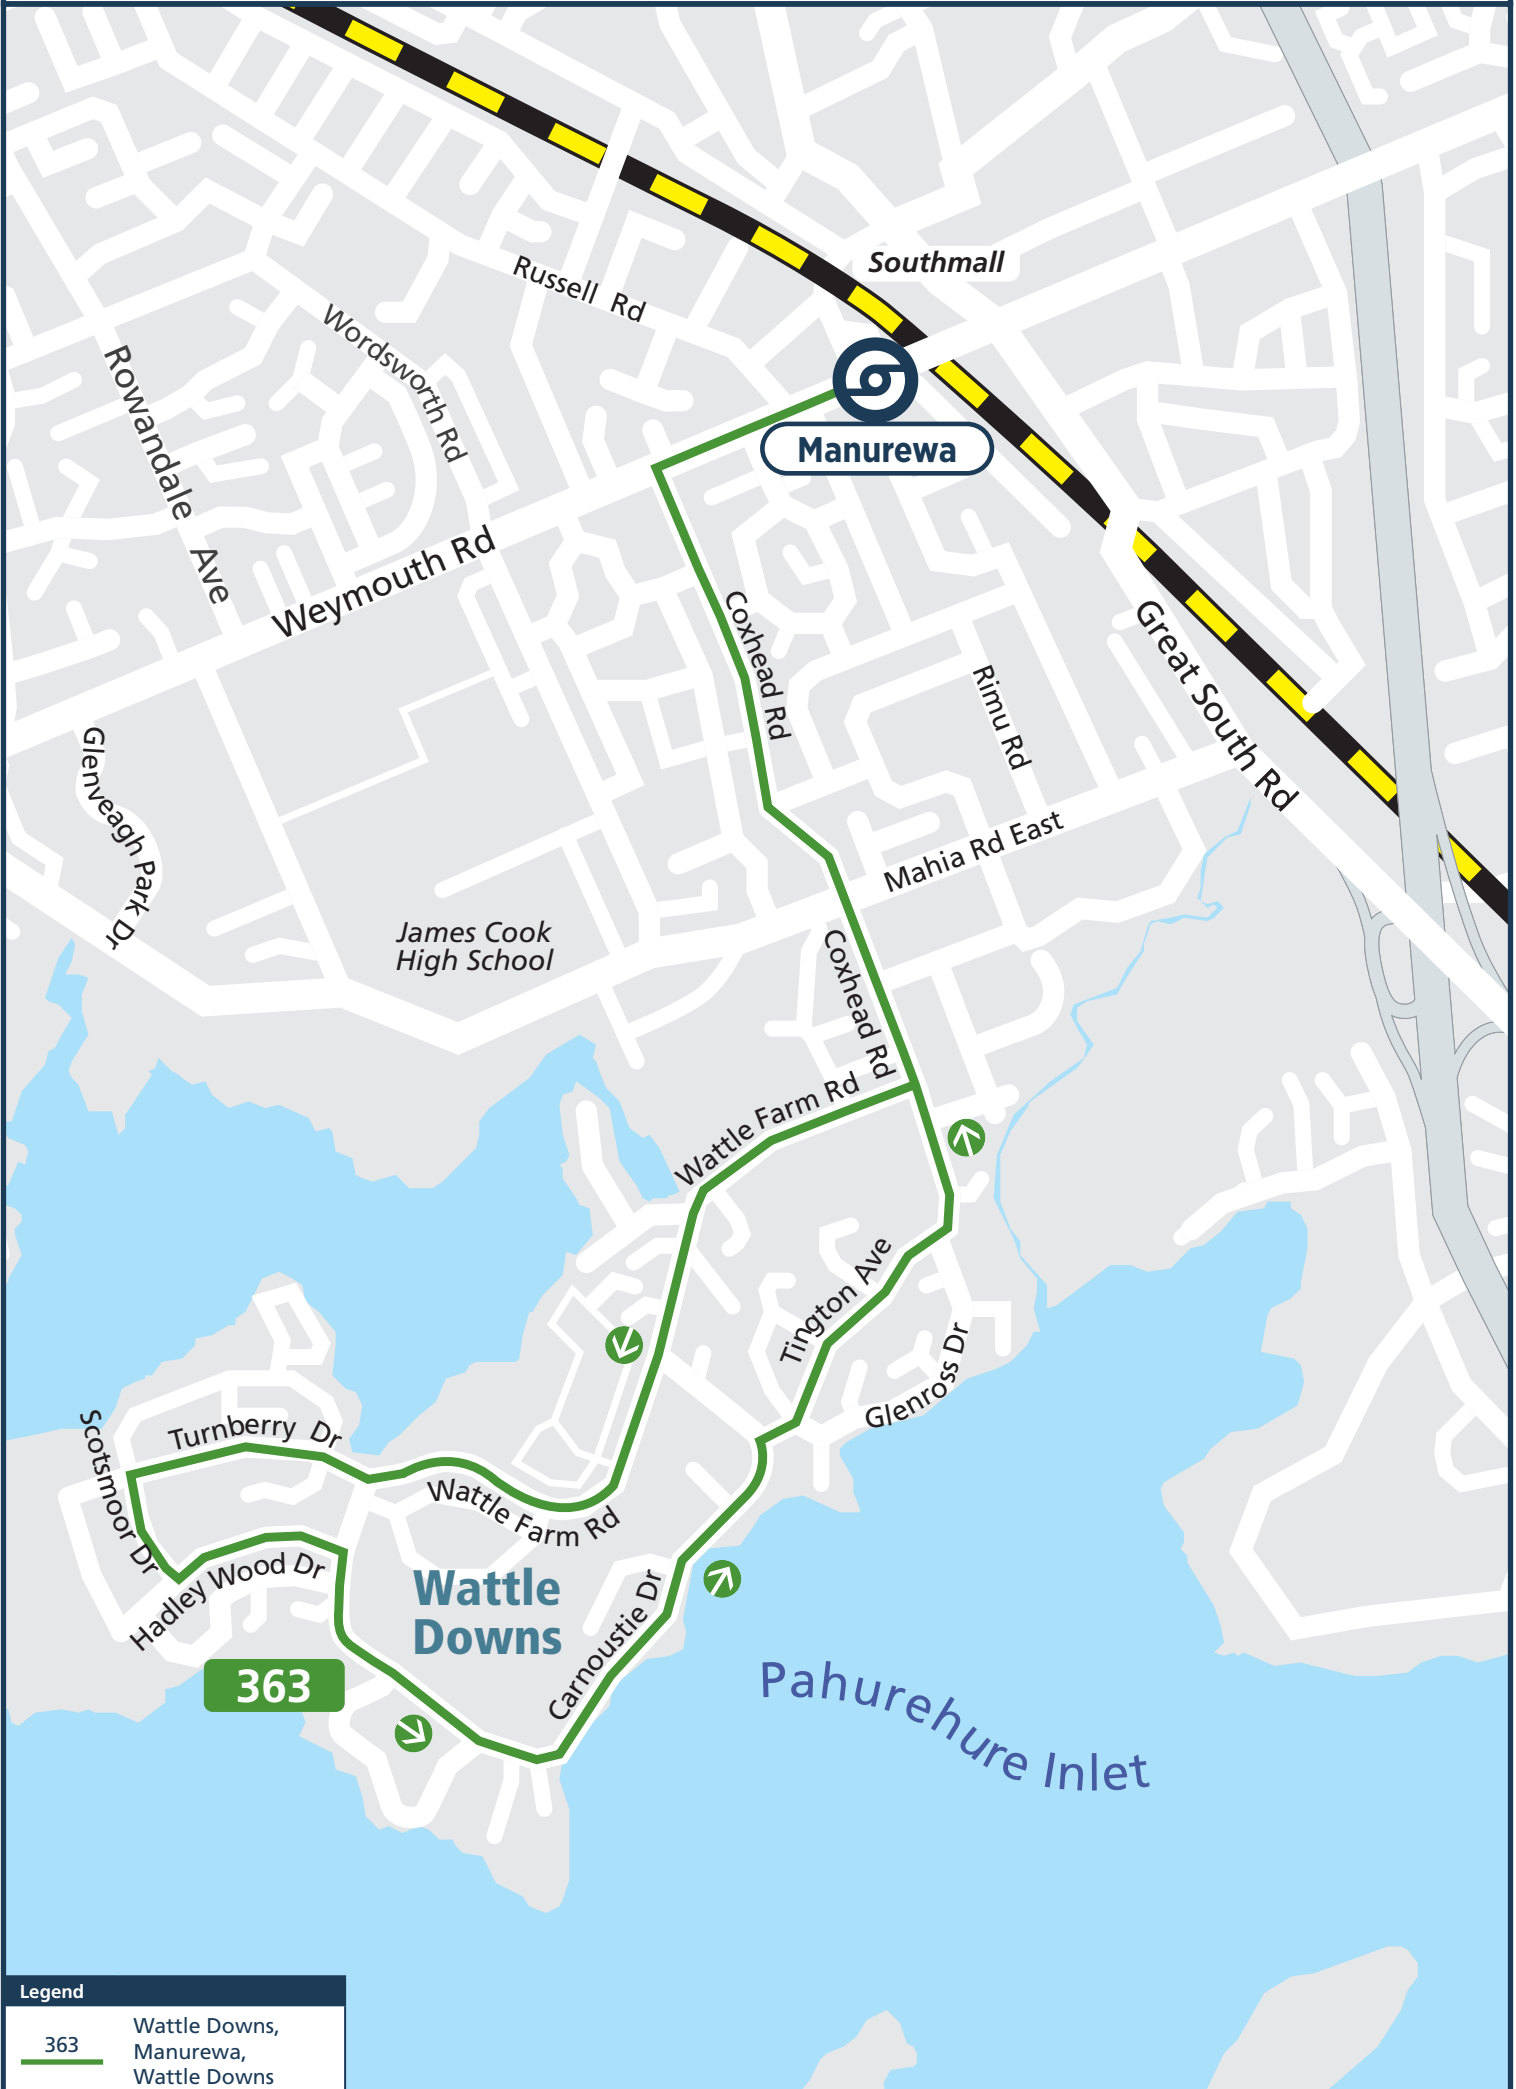 Southmall
Russell Rd
Wordsworth Rd
Rowandale Ave
Manurewa
Weymouth Rd
Coxhead Rd
Great South Rd
Rimu Rd
Glenveagh Park Dr
Mahia Rd East
James Cook
High School
Coxhead Rd
Wattle Farm Rd
Tington Ave
Glenross Dr
Turnberry Dr
Scotsmoor Dr
Wattle Farm Rd
Hadley Wood Dr
Wattle
Downs
Carnoustie Dr
363
Pahurehure Inlet
Legend
363
Wattle Downs,
Manurewa,
Wattle Downs